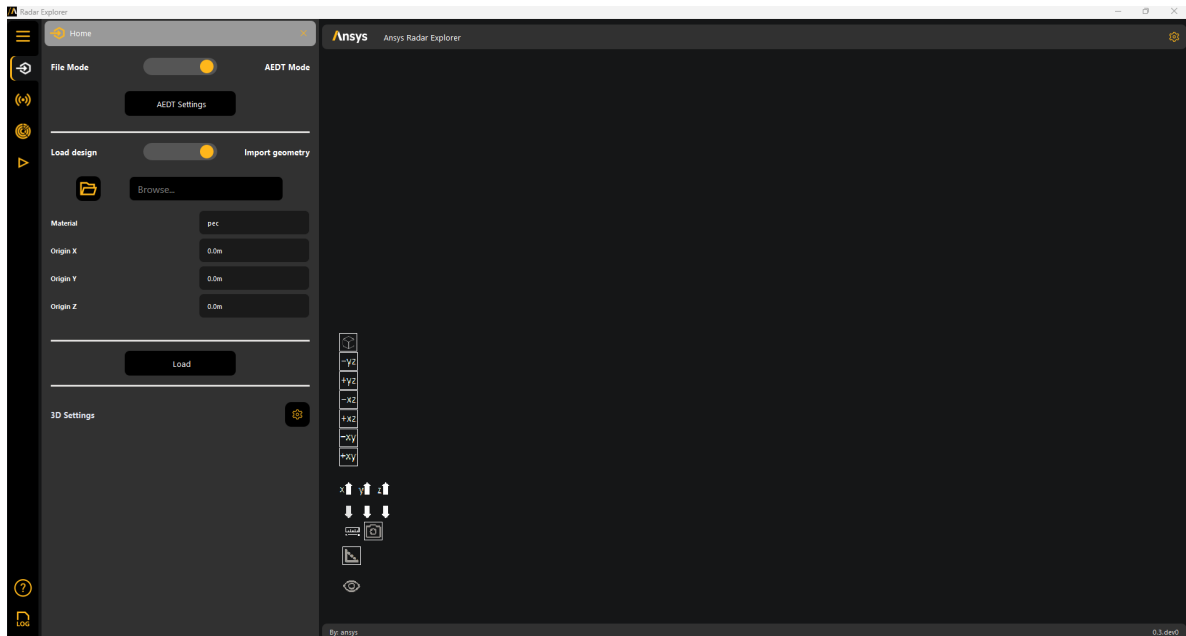 Radar Explorer
Home
File Mode AEDT Mode
AEDT Settings
Load design Import geometry
Browse...
Material pec
Origin X 0.0m
Origin Y 0.0m
Origin Z 0.0m
Load
3D Settings
LOG
Ansys Ansys Radar Explorer
-yz
+yz
-xz
+xz
-xy
+xy
x y z
By: ansys 0.3.dev0